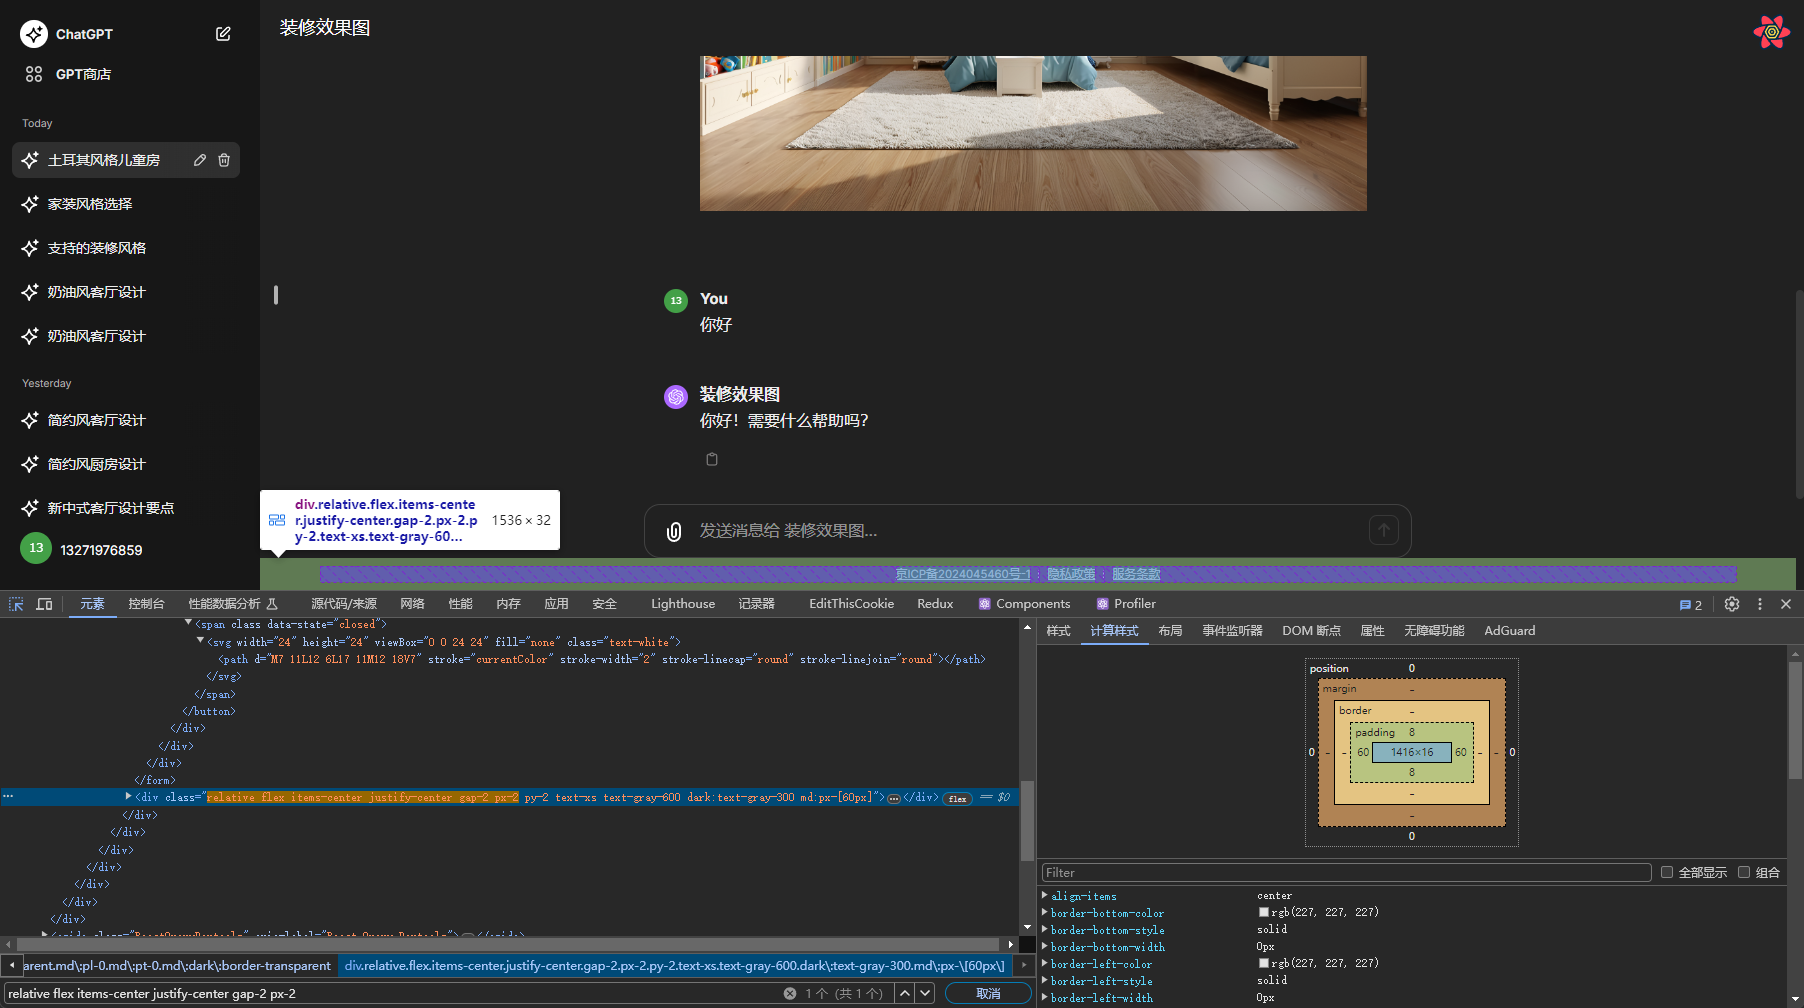 ChatGPT
GPT商店
Today
土耳其风格儿童房
家装风格选择
支持的装修风格
奶油风客厅设计
奶油风客厅设计
Yesterday
简约风客厅设计
简约风厨房设计
新中式客厅设计要点
13 13271976859
装修效果图
13 You
你好
装修效果图
你好！需要什么帮助吗？
div.relative.flex.items-cente
r.justify-center.gap-2.px-2.p
y-2.text-xs.text-gray-60...
1536 × 32
发送消息给 装修效果图...
京ICP备2024045460号-1 | 隐私政策 | 服务条款
元素 控制台 性能数据分析 源代码/来源 网络 性能 内存 应用 安全 Lighthouse 记录器 EditThisCookie Redux Components Profiler 2
<span class data-state="closed">
<svg width="24" height="24" viewBox="0 0 24 24" fill="none" class="text-white">
<path d="M7 11L12 6L17 11M12 18V7" stroke="currentColor" stroke-width="2" stroke-linecap="round" stroke-linejoin="round"></path>
</svg>
</span>
</button>
</div>
</div>
</div>
</form>
<div class="relative flex items-center justify-center gap-2 px-2 py-2 text-xs text-gray-600 dark:text-gray-300 md:px-[60px]">…</div> flex == $0
</div>
</div>
</div>
</div>
</div>
</div>
</div>
arent.md\:pl-0.md\:pt-0.md\:dark\:border-transparent div.relative.flex.items-center.justify-center.gap-2.px-2.py-2.text-xs.text-gray-600.dark\:text-gray-300.md\:px-\[60px\]
relative flex items-center justify-center gap-2 px-2 1 个 (共 1 个) 取消
样式 计算样式 布局 事件监听器 DOM 断点 属性 无障碍功能 AdGuard
position 0
margin -
border -
padding 8
0 - - 60 1416×16 60 - - 0
8
-
-
0
Filter 全部显示 组合
align-items center
border-bottom-color rgb(227, 227, 227)
border-bottom-style solid
border-bottom-width 0px
border-left-color rgb(227, 227, 227)
border-left-style solid
border-left-width 0px